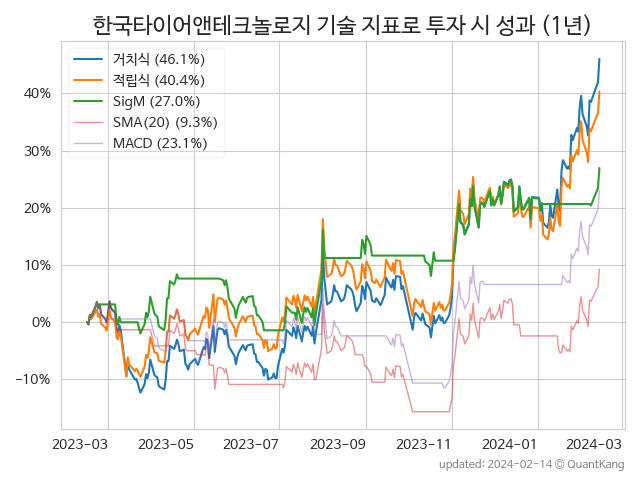 한국타이어앤테크놀로지 기술 지표로 투자 시 성과 (1년)
거치식 (46.1%)
적립식 (40.4%)
SigM (27.0%)
SMA(20) (9.3%)
MACD (23.1%)
40%
30%
20%
10%
0%
−10%
2023-03 2023-05 2023-07 2023-09 2023-11 2024-01 2024-03
updated: 2024-02-14 © QuantKang